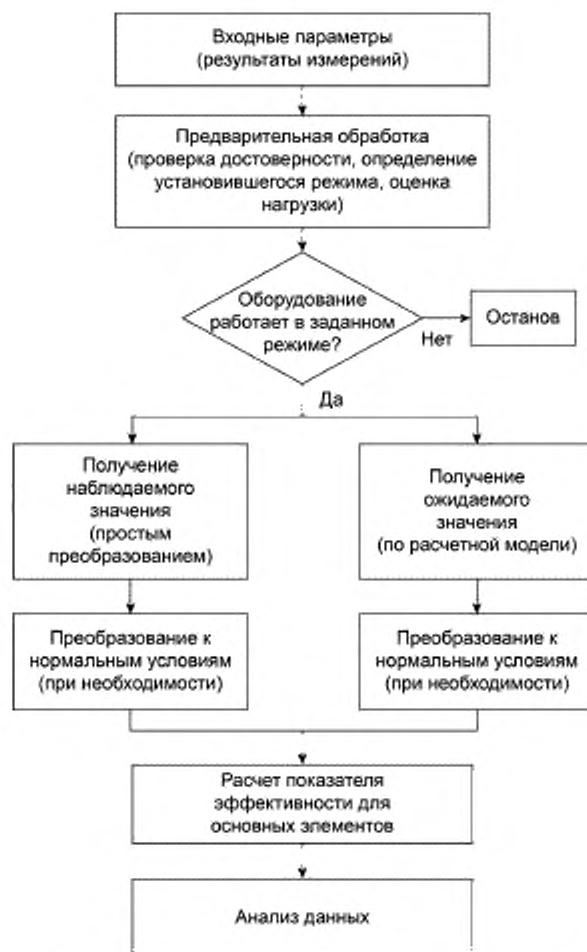 Входные параметры
(результаты измерений)
Предварительная обработка
(проверка достоверности, определение
установившегося режима, оценка
нагрузки)
Оборудование
работает в заданном
режиме?
Нет
Останов
Да
Получение
наблюдаемого
значения
(простым
преобразованием)
Получение
ожидаемого
значения
(по расчетной модели)
Преобразование к
нормальным условиям
(при необходимости)
Преобразование к
нормальным условиям
(при необходимости)
Расчет показателя
эффективности для
основных элементов
Анализ данных